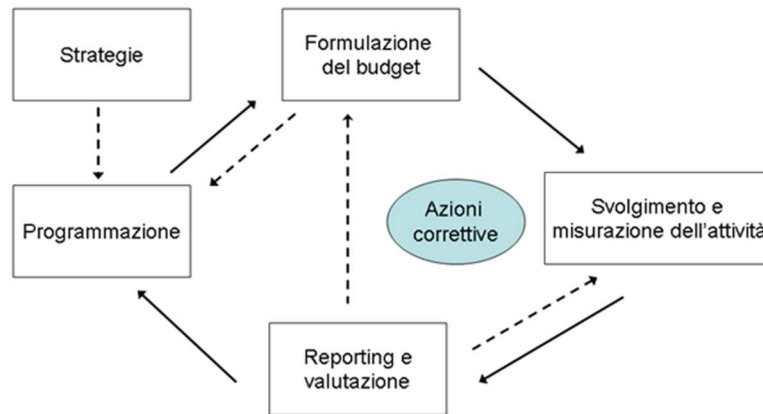 Strategie
Formulazione
del budget
Programmazione
Azioni
correttive
Svolgimento e
misurazione dell'attività
Reporting e
valutazione